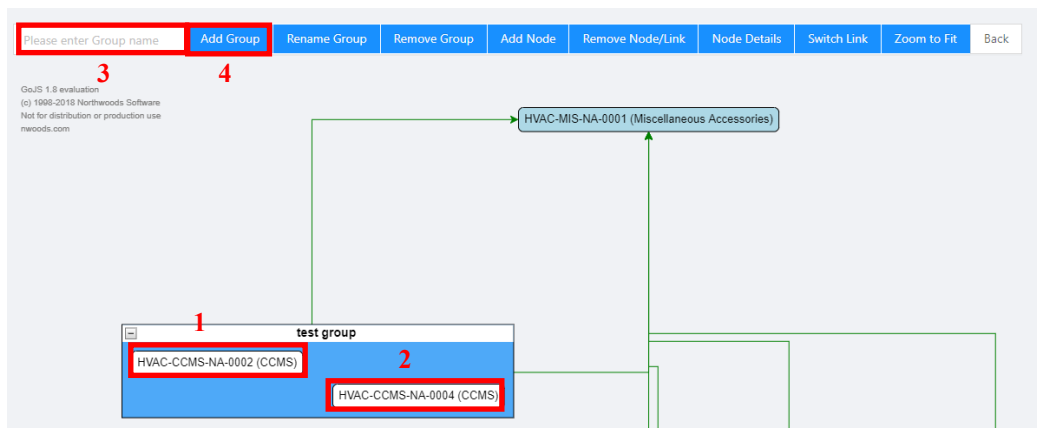 Please enter Group name Add Group Rename Group Remove Group Add Node Remove Node/Link Node Details Switch Link Zoom to Fit Back
3 4
GoJS 1.8 evaluation
(c) 1998-2018 Northwoods Software
Not for distribution or production use
nwoods.com
HVAC-MIS-NA-0001 (Miscellaneous Accessories)
1
test group
HVAC-CCMS-NA-0002 (CCMS)
2
HVAC-CCMS-NA-0004 (CCMS)